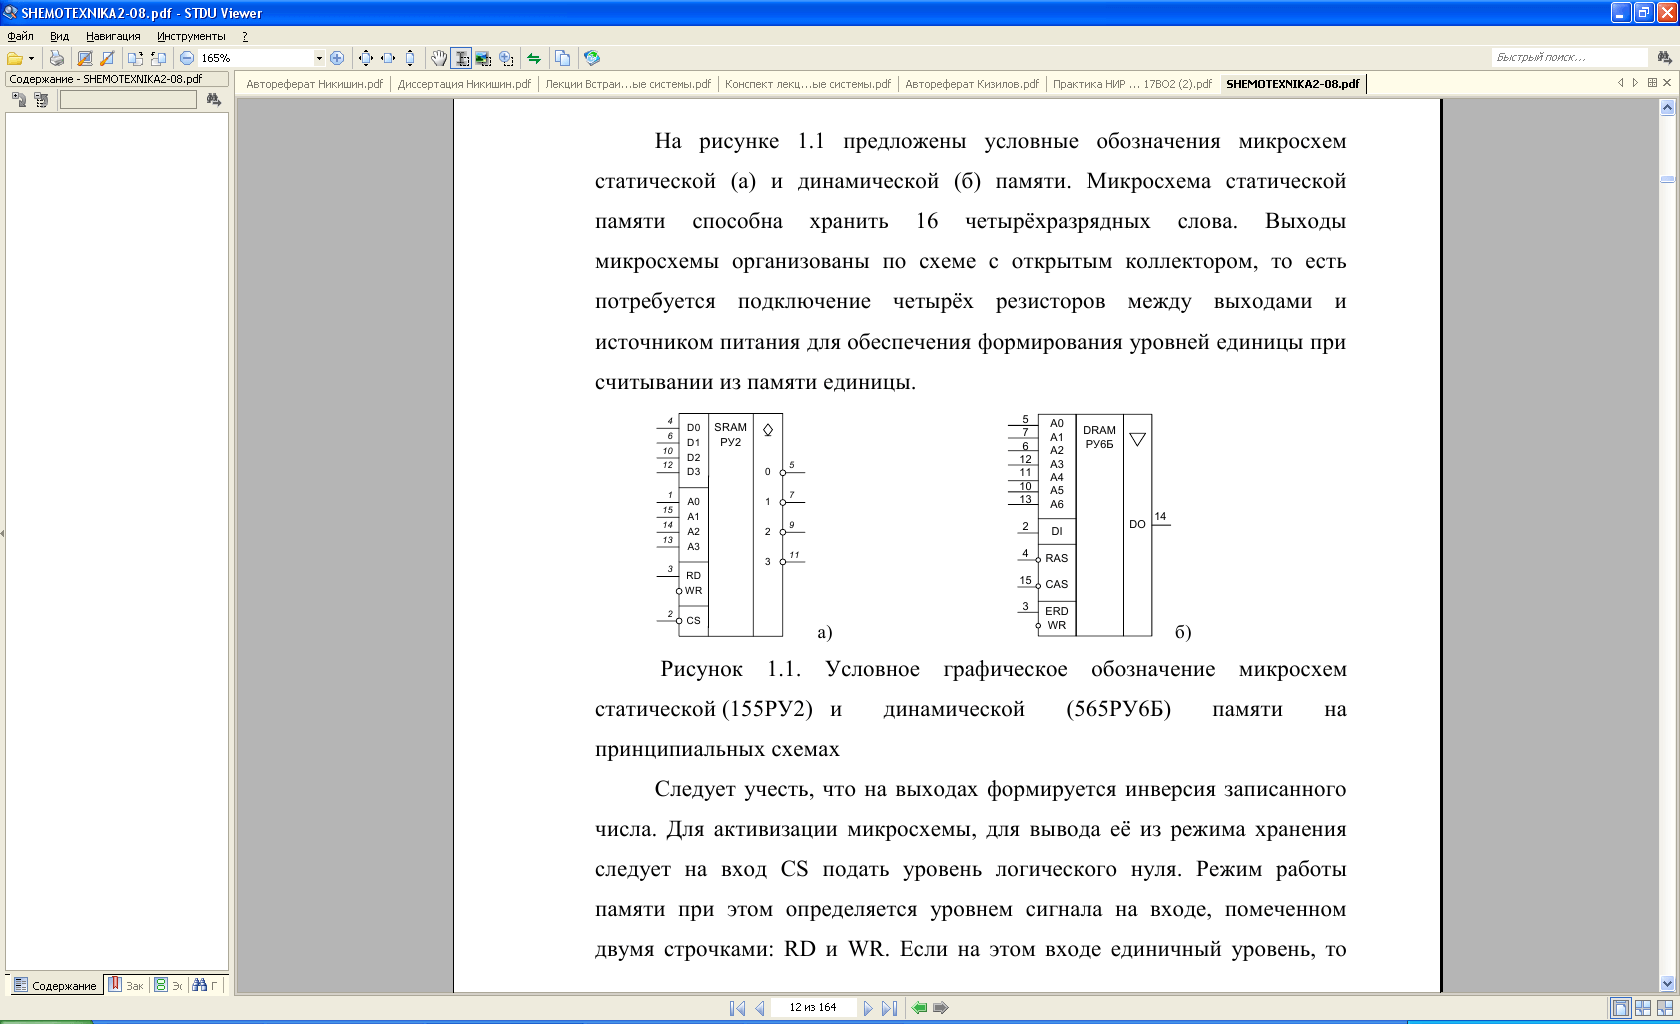 SHEMOTEXNIKA2-08.pdf - STDU Viewer
Файл Вид Навигация Инструменты ?
165%
Быстрый поиск...
Содержание - SHEMOTEXNIKA2-08.pdf
Автореферат Никишин.pdf Диссертация Никишин.pdf Лекции Встраи...ые системы.pdf Конспект лекц...ые системы.pdf Автореферат Кизилов.pdf Практика НИР ... 17ВО2 (2).pdf SHEMOTEXNIKA2-08.pdf
На рисунке 1.1 предложены условные обозначения микросхем
статической (а) и динамической (б) памяти. Микросхема статической
памяти способна хранить 16 четырёхразрядных слова. Выходы
микросхемы организованы по схеме с открытым коллектором, то есть
потребуется подключение четырёх резисторов между выходами и
источником питания для обеспечения формирования уровней единицы при
считывании из памяти единицы.
4 D0 SRAM
6 D1 РУ2
10 D2
12 D3 0 5
1 A0 1 7
15 A1
14 A2 2 9
13 A3 3 11
3 RD
WR
2 CS
а)
5 A0 DRAM
7 A1 РУ6Б
6 A2
12 A3
11 A4
10 A5
13 A6
2 DI DO 14
4 RAS
15 CAS
3 ERD
WR
б)
Рисунок 1.1. Условное графическое обозначение микросхем
статической (155РУ2) и динамической (565РУ6Б) памяти на
принципиальных схемах
Следует учесть, что на выходах формируется инверсия записанного
числа. Для активизации микросхемы, для вывода её из режима хранения
следует на вход CS подать уровень логического нуля. Режим работы
памяти при этом определяется уровнем сигнала на входе, помеченном
двумя строчками: RD и WR. Если на этом входе единичный уровень, то
Содержание Зак Эс Г
12 из 164